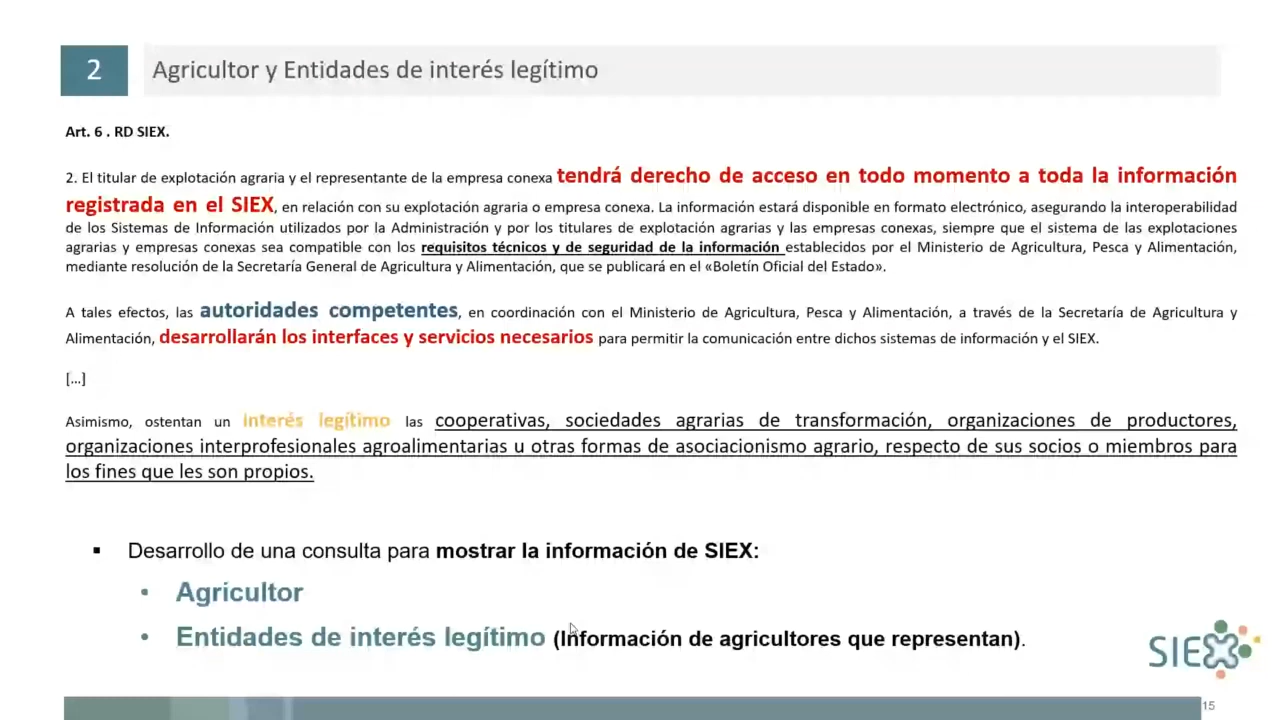 2
Agricultor y Entidades de interés legítimo
Art. 6 . RD SIEX.
2. El titular de explotación agraria y el representante de la empresa conexa tendrá derecho de acceso en todo momento a toda la información
registrada en el SIEX, en relación con su explotación agraria o empresa conexa. La información estará disponible en formato electrónico, asegurando la interoperabilidad
de los Sistemas de Información utilizados por la Administración y por los titulares de explotación agrarias y las empresas conexas, siempre que el sistema de las explotaciones
agrarias y empresas conexas sea compatible con los requisitos técnicos y de seguridad de la información establecidos por el Ministerio de Agricultura, Pesca y Alimentación,
mediante resolución de la Secretaría General de Agricultura y Alimentación, que se publicará en el «Boletín Oficial del Estado».
A tales efectos, las autoridades competentes, en coordinación con el Ministerio de Agricultura, Pesca y Alimentación, a través de la Secretaría de Agricultura y
Alimentación, desarrollarán los interfaces y servicios necesarios para permitir la comunicación entre dichos sistemas de información y el SIEX.
[...]
Asimismo, ostentan un interés legítimo las cooperativas, sociedades agrarias de transformación, organizaciones de productores,
organizaciones interprofesionales agroalimentarias u otras formas de asociacionismo agrario, respecto de sus socios o miembros para
los fines que les son propios.
▪ Desarrollo de una consulta para mostrar la información de SIEX:
• Agricultor
• Entidades de interés legítimo (Información de agricultores que representan).
SIEX
15